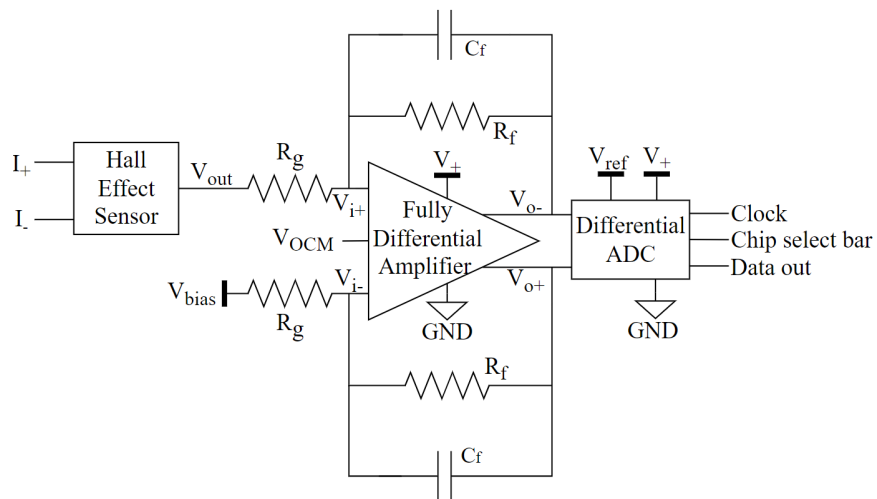 Cf
Rf
I+
I-
Hall
Effect
Sensor
Vout
Rg
Vi+
VOCM
Vi-
Vbias
Rg
V+
Fully
Differential
Amplifier
GND
Vo-
Vo+
Vref
V+
Differential
ADC
Clock
Chip select bar
Data out
GND
Rf
Cf